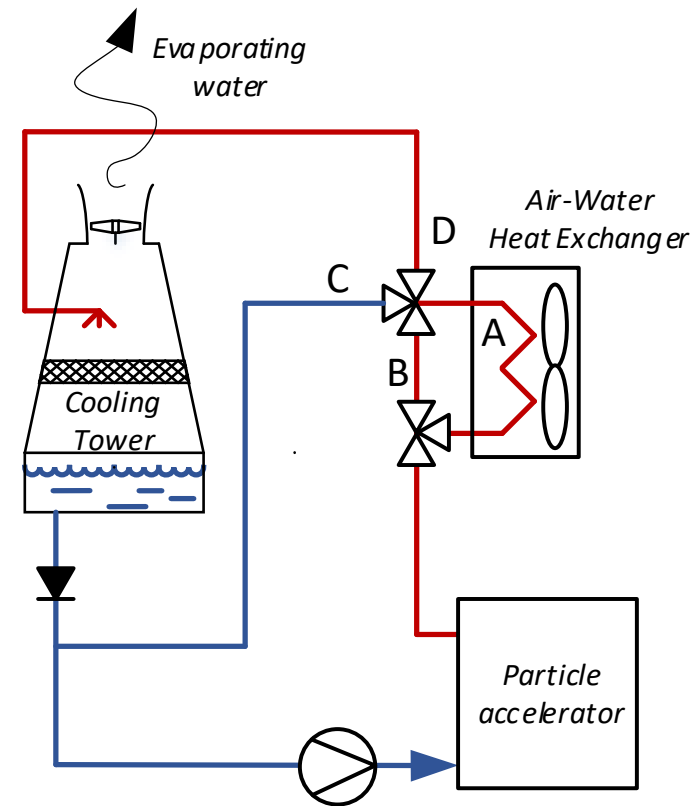 Evaporating
water
Air-Water
Heat Exchanger
D
C
A
B
Cooling
Tower
Particle
accelerator